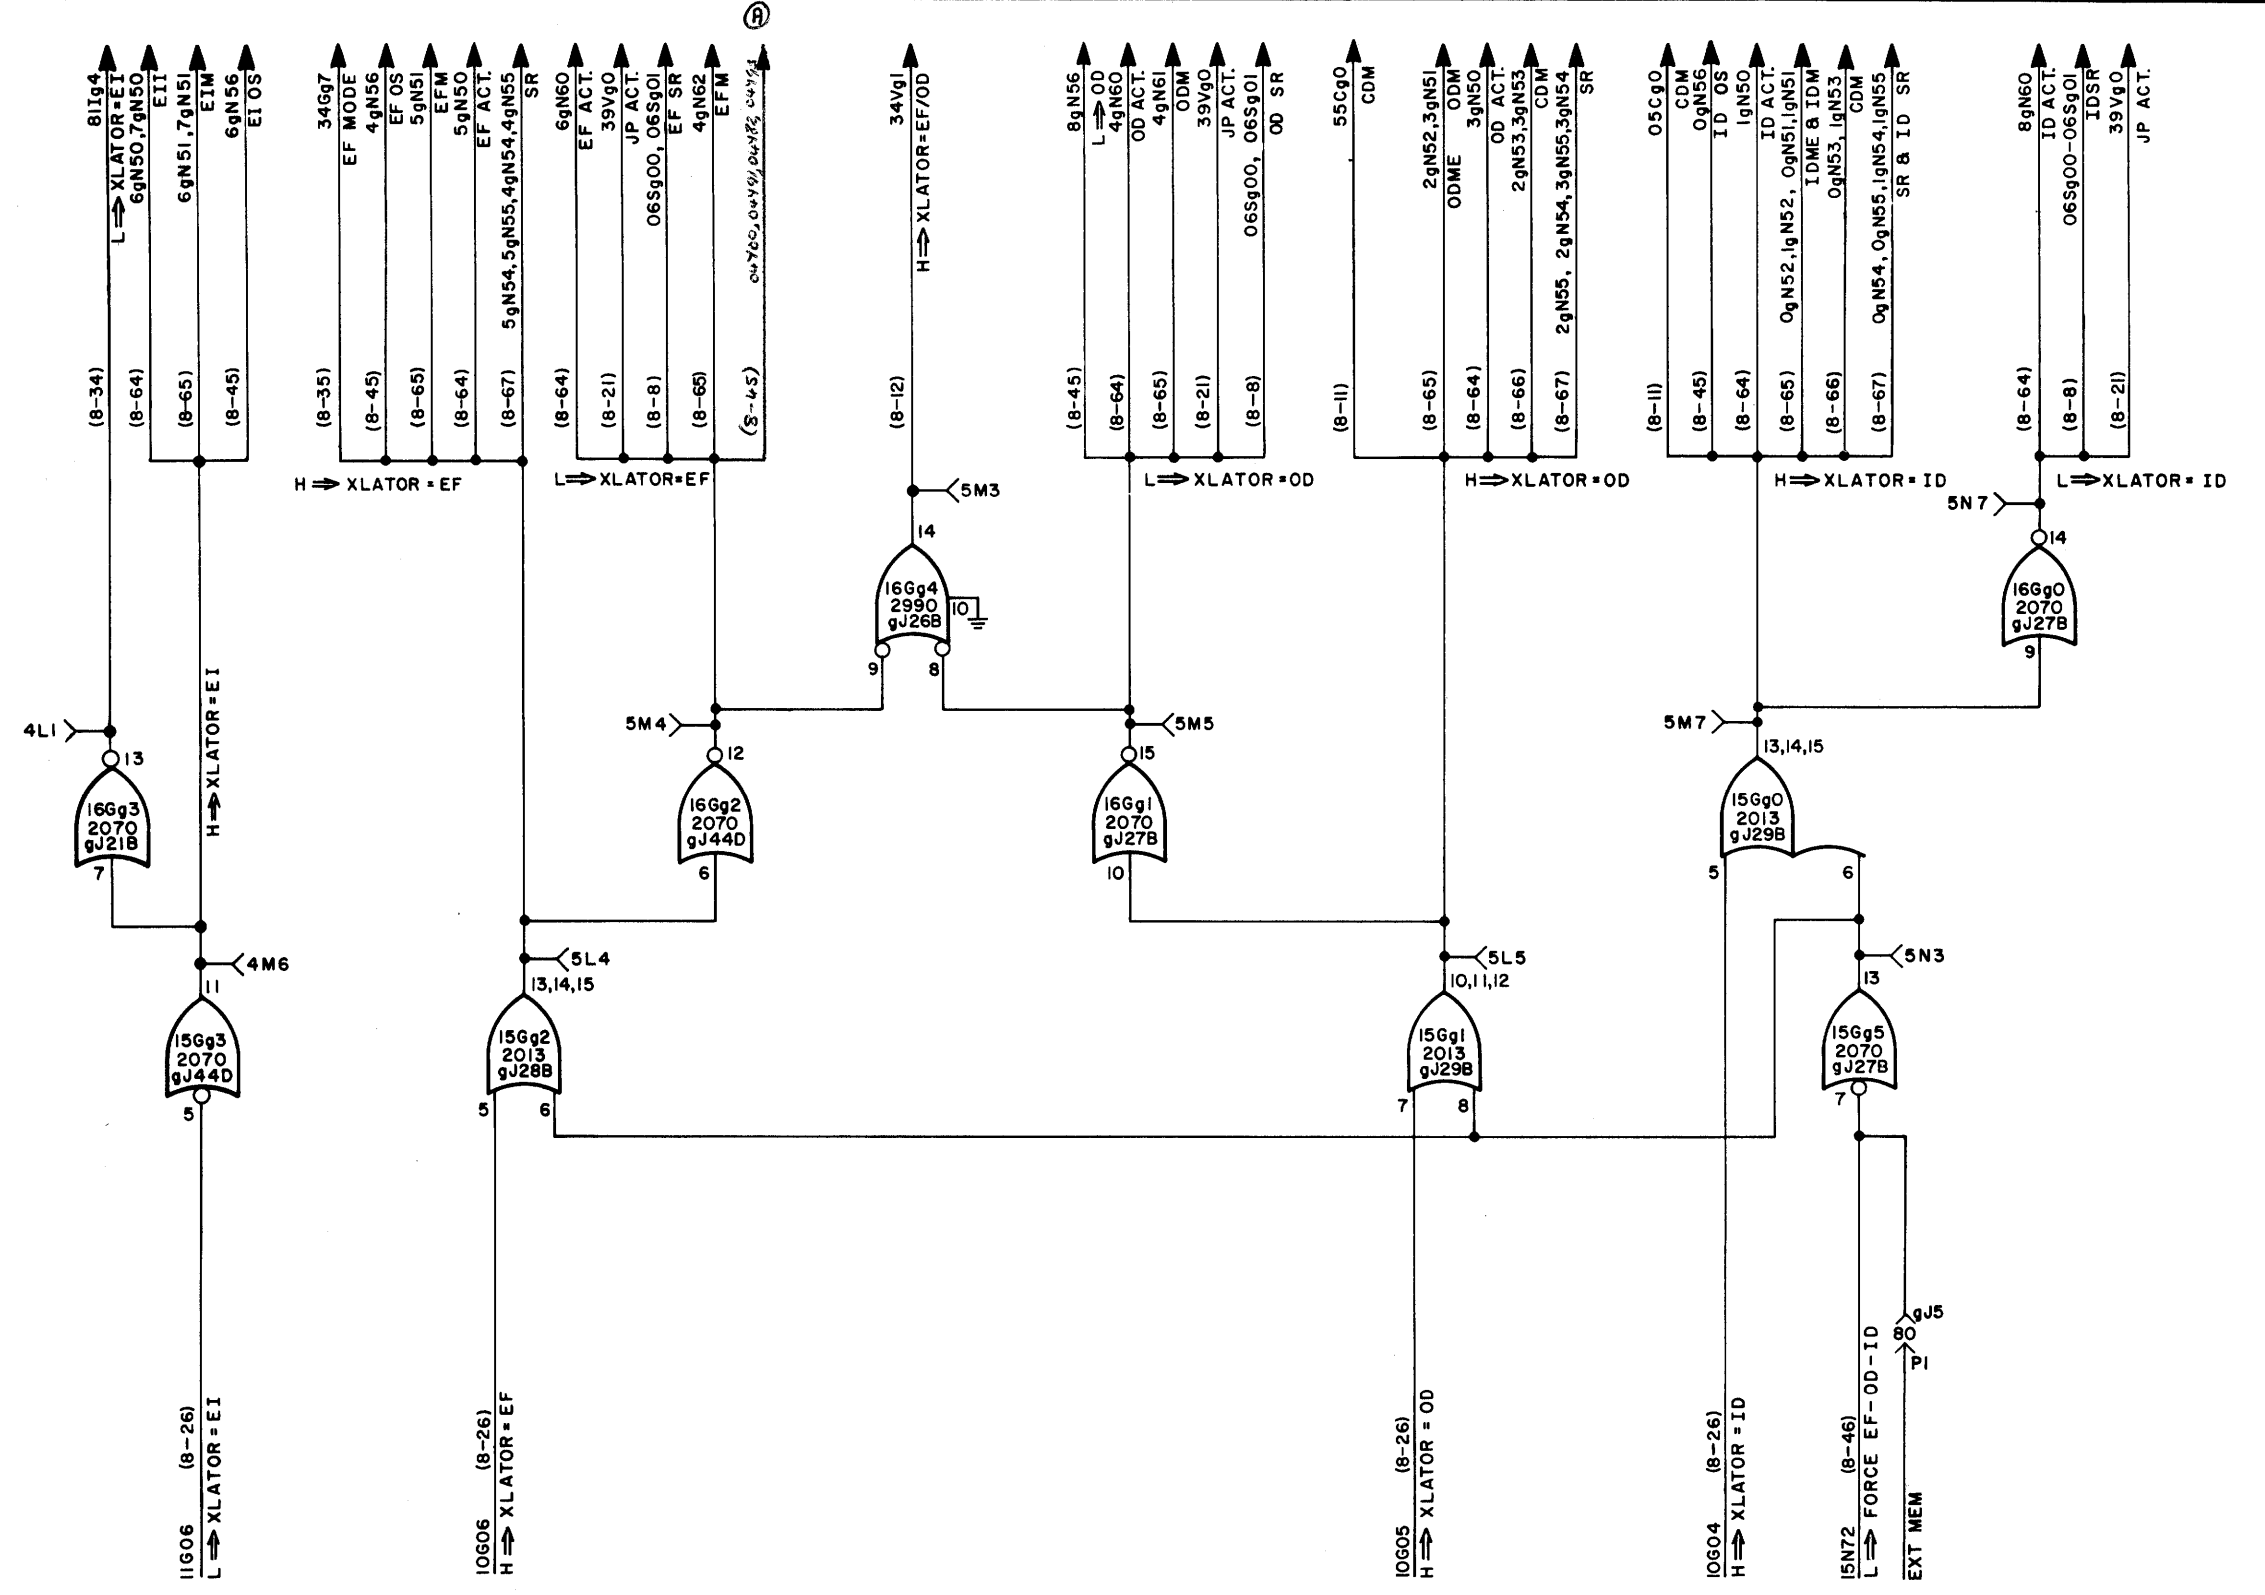 A
81Ig4
L⇒XLATOR=EI
(8-34)
6gN50,7gN50
EII
(8-64)
6gN51,7gN51
EIM
(8-65)
6gN56
EI OS
(8-45)
34Gg7
EF MODE
(8-35)
4gN56
EF OS
(8-45)
5gN51
EFM
(8-65)
5gN50
EF ACT.
(8-64)
5gN54,5gN55,4gN54,4gN55
SR
(8-67)
6gN60
EF ACT.
(8-64)
39Vg0
JP ACT.
(8-21)
06Sg00, 06Sg01
EF SR
(8-8)
4gN62
EFM
(8-65)
(8-45)
34Vg1
H⇒XLATOR=EF/OD
(8-12)
8gN56
L⇒OD
(8-45)
4gN60
OD ACT.
(8-64)
4gN61
ODM
(8-65)
39Vg0
JP ACT.
(8-21)
06Sg00, 06Sg01
OD SR
(8-8)
55Cg0
CDM
(8-11)
2gN52,3gN51
ODME ODM
(8-65)
3gN50
OD ACT.
(8-64)
2gN53,3gN53
CDM
(8-66)
2gN55, 2gN54,3gN55,3gN54
SR
(8-67)
05Cg0
CDM
(8-11)
0gN56
ID OS
(8-45)
1gN50
ID ACT.
(8-64)
0gN52,1gN52, 0gN51,1gN51
IDME & IDM
(8-65)
0gN53, 1gN53
CDM
(8-66)
0gN54, 0gN55,1gN54,1gN55
SR & ID SR
(8-67)
8gN60
ID ACT.
(8-64)
06Sg00-06Sg01
IDSR
(8-8)
39Vg0
JP ACT.
(8-21)
H⇒XLATOR=EF
L⇒XLATOR=EF
L⇒XLATOR=OD
H⇒XLATOR=OD
H⇒XLATOR=ID
L⇒XLATOR=ID
5M3
5N7
14
16Gg4
2990
gJ26B
10
9
8
14
16Gg0
2070
gJ27B
9
H⇒XLATOR=EI
4L1
13
16Gg3
2070
gJ21B
7
5M4
12
16Gg2
2070
gJ44D
6
5M5
15
16Gg1
2070
gJ27B
10
5M7
13,14,15
15Gg0
2013
gJ29B
5
6
4M6
11
15Gg3
2070
gJ44D
5
5L4
13,14,15
15Gg2
2013
gJ28B
5
6
5L5
10,11,12
15Gg1
2013
gJ29B
7
8
5N3
13
15Gg5
2070
gJ27B
7
gJ5
80
P1
11G06 (8-26)
L⇒XLATOR=EI
10G06 (8-26)
H⇒XLATOR=EF
10G05 (8-26)
H⇒XLATOR=OD
10G04 (8-26)
H⇒XLATOR=ID
15N72 (8-46)
L⇒FORCE EF-OD-ID
EXT MEM